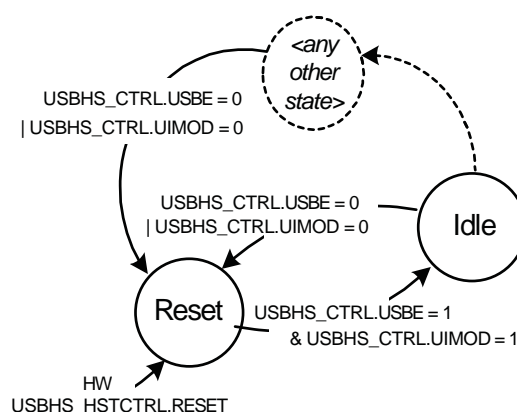 <any
other
state>
USBHS_CTRL.USBE = 0
| USBHS_CTRL.UIMOD = 0
USBHS_CTRL.USBE = 0
| USBHS_CTRL.UIMOD = 0
Idle
Reset
USBHS_CTRL.USBE = 1
& USBHS_CTRL.UIMOD = 1
HW
USBHS_HSTCTRL.RESET